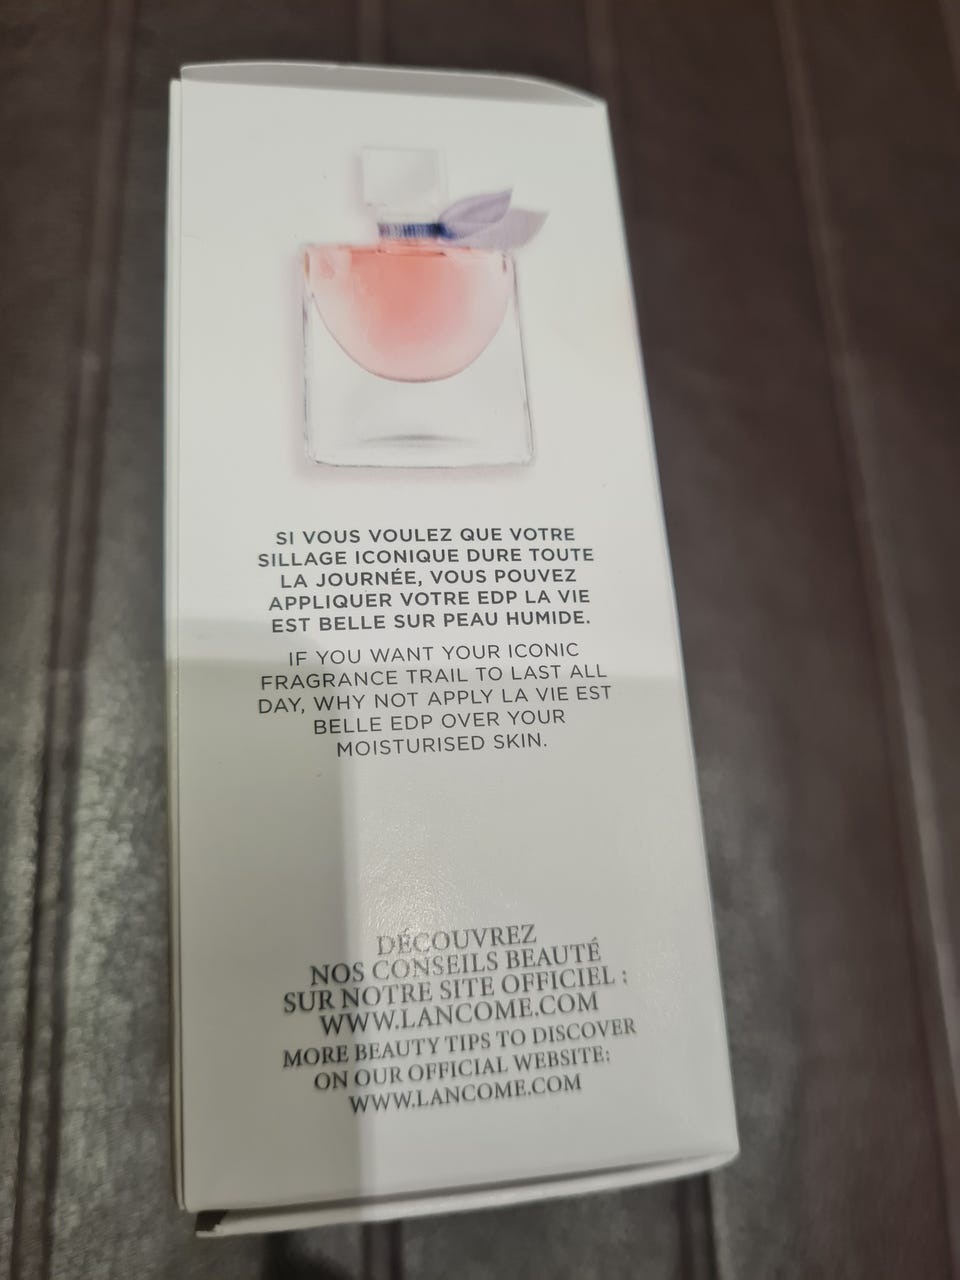 SI VOUS VOULEZ QUE VOTRE
SILLAGE ICONIQUE DURE TOUTE
LA JOURNÉE, VOUS POUVEZ
APPLIQUER VOTRE EDP LA VIE
EST BELLE SUR PEAU HUMIDE.
IF YOU WANT YOUR ICONIC
FRAGRANCE TRAIL TO LAST ALL
DAY, WHY NOT APPLY LA VIE EST
BELLE EDP OVER YOUR
MOISTURISED SKIN.
DÉCOUVREZ
NOS CONSEILS BEAUTÉ
SUR NOTRE SITE OFFICIEL :
WWW.LANCOME.COM
MORE BEAUTY TIPS TO DISCOVER
ON OUR OFFICIAL WEBSITE:
WWW.LANCOME.COM